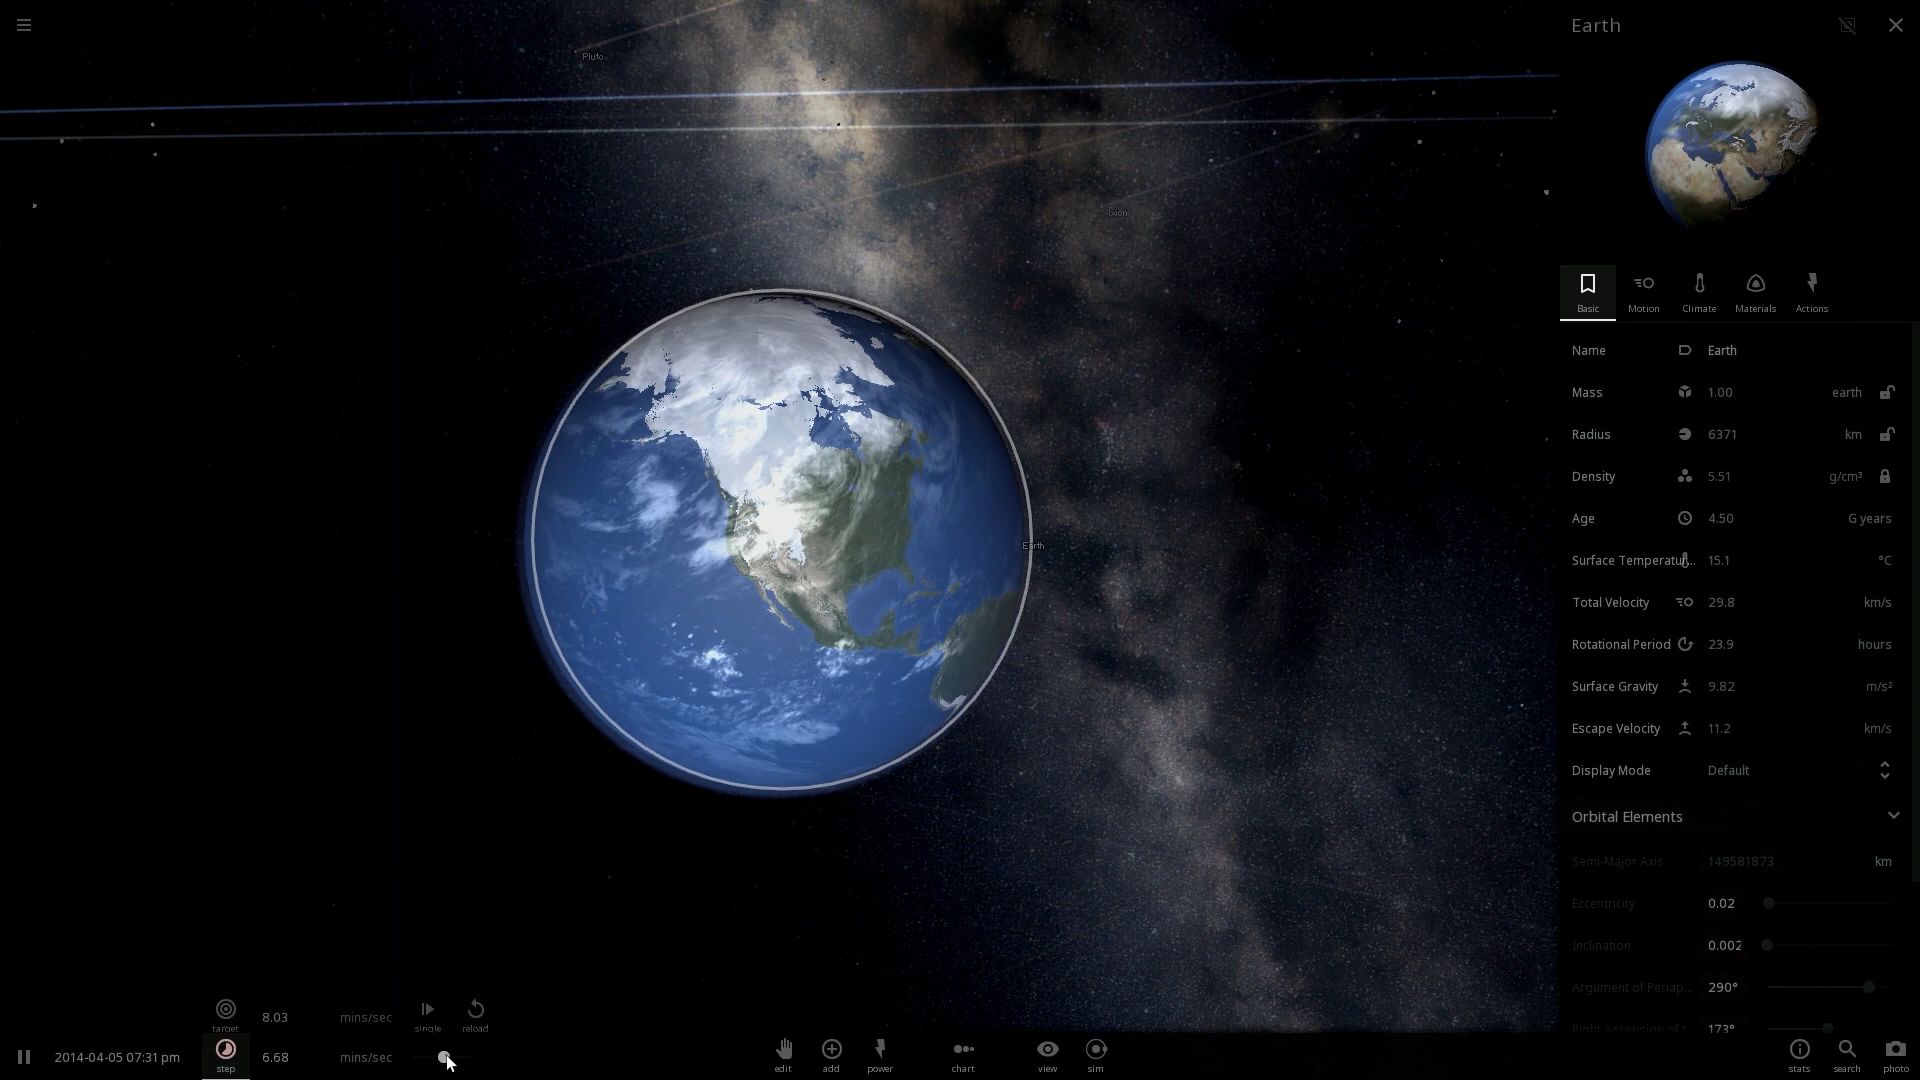 Earth
Pluto
Ixion
Earth
Basic Motion Climate Materials Actions
Name Earth
Mass 1.00 earth
Radius 6371 km
Density 5.51 g/cm³
Age 4.50 G years
Surface Temperatur... 15.1 °C
Total Velocity 29.8 km/s
Rotational Period 23.9 hours
Surface Gravity 9.82 m/s²
Escape Velocity 11.2 km/s
Display Mode Default
Orbital Elements
Semi-Major Axis 149581873 km
Eccentricity 0.02
Inclination 0.002
Argument of Periap... 290°
Right Ascension of t... 173°
target 8.03 mins/sec single reload
2014-04-05 07:31 pm step 6.68 mins/sec
edit add power chart view sim
stats search photo